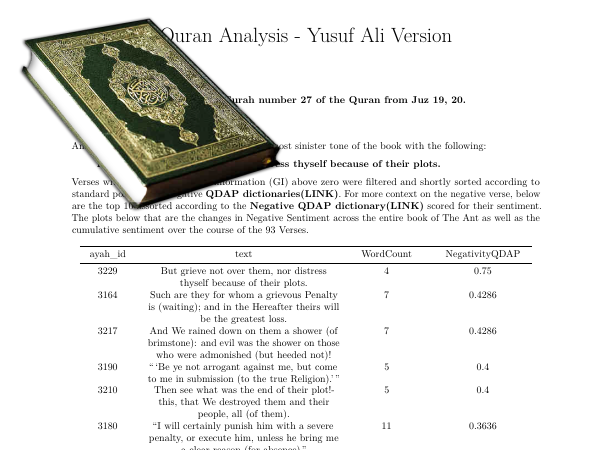 Quran Analysis - Yusuf Ali Version
urah number 27 of the Quran from Juz 19, 20.
An ost sinister tone of the book with the following:
ess thyself because of their plots.
Verses w formation (GI) above zero were filtered and shortly sorted according to
standard po gative QDAP dictionaries(LINK). For more context on the negative verse, below
are the top 10 sorted according to the Negative QDAP dictionary(LINK) scored for their sentiment.
The plots below that are the changes in Negative Sentiment across the entire book of The Ant as well as the
cumulative sentiment over the course of the 93 Verses.
ayah_id text WordCount NegativityQDAP
3229 But grieve not over them, nor distress 4 0.75
thyself because of their plots.
3164 Such are they for whom a grievous Penalty 7 0.4286
is (waiting); and in the Hereafter theirs will
be the greatest loss.
3217 And We rained down on them a shower (of 7 0.4286
brimstone): and evil was the shower on those
who were admonished (but heeded not)!
3190 “‘Be ye not arrogant against me, but come 5 0.4
to me in submission (to the true Religion).’”
3210 Then see what was the end of their plot!- 5 0.4
this, that We destroyed them and their
people, all (of them).
3180 “I will certainly punish him with a severe 11 0.3636
penalty, or execute him, unless he bring me
a clear reason (for absence).”